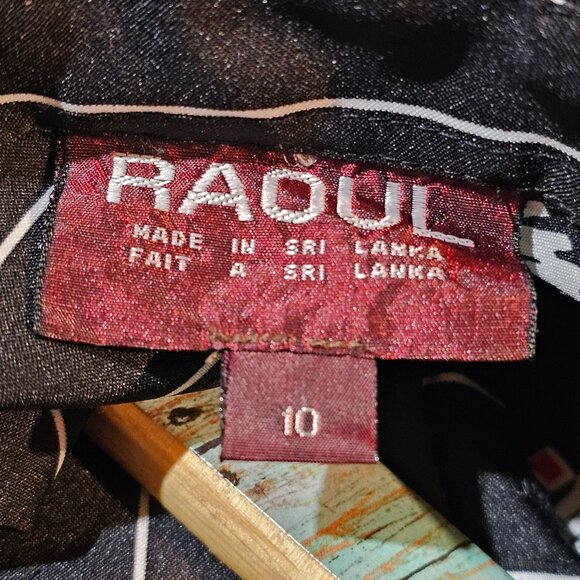 RAOUL
MADE IN SRI LANKA
FAIT A SRI LANKA
10